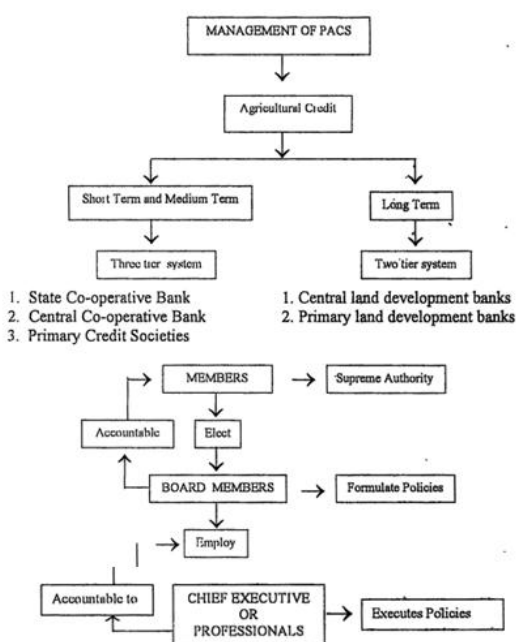 MANAGEMENT OF PACS
Agricultural Credit
Short Term and Medium Term
Long Term
Three tier system
Two tier system
1. State Co-operative Bank
2. Central Co-operative Bank
3. Primary Credit Societies
1. Central land development banks
2. Primary land development banks
MEMBERS
Supreme Authority
Accountable
Elect
BOARD MEMBERS
Formulate Policies
Employ
Accountable to
CHIEF EXECUTIVE
OR
PROFESSIONALS
Executes Policies